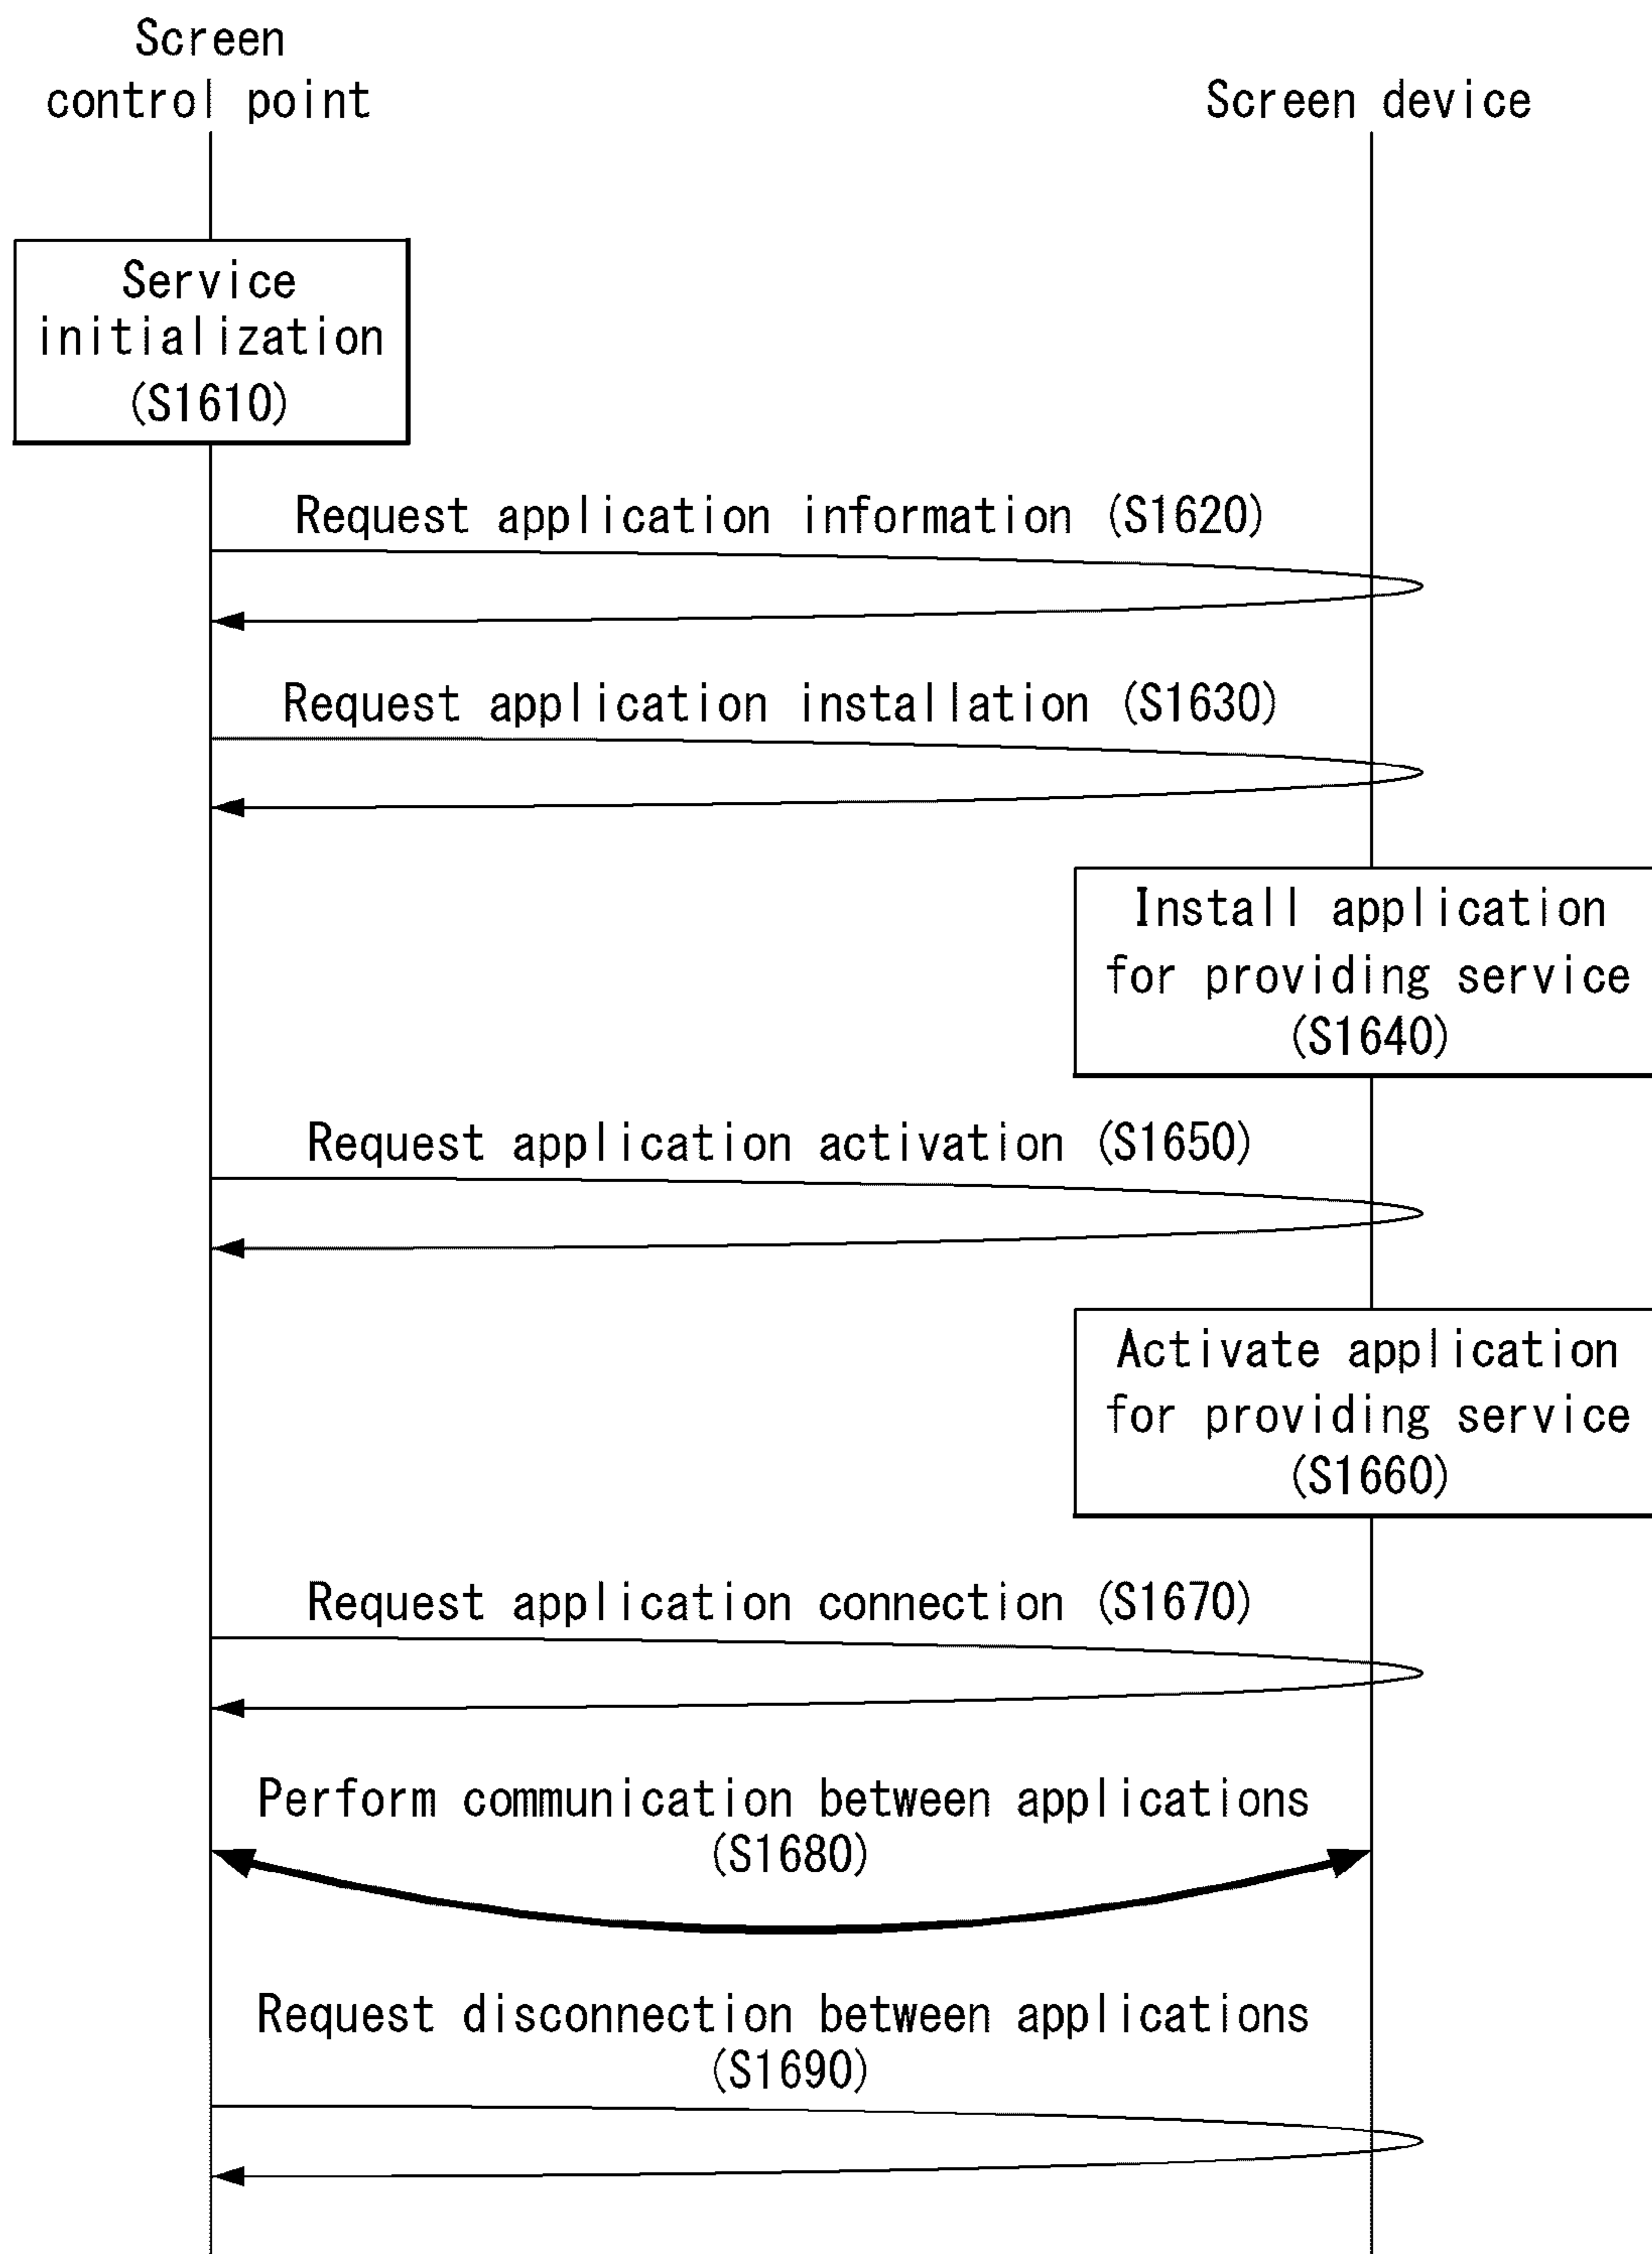 Screen
control point
Screen device
Service
initialization
(S1610)
Request application information (S1620)
Request application installation (S1630)
Install application
for providing service
(S1640)
Request application activation (S1650)
Activate application
for providing service
(S1660)
Request application connection (S1670)
Perform communication between applications
(S1680)
Request disconnection between applications
(S1690)